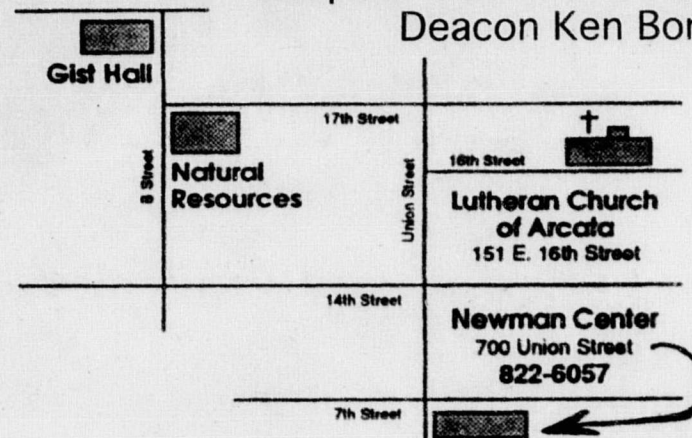 Deacon Ken Bor
Gist Hall
17th Street
B Street
Natural
Resources
Union Street
16th Street
Lutheran Church
of Arcata
151 E. 16th Street
14th Street
Newman Center
700 Union Street
822-6057
7th Street